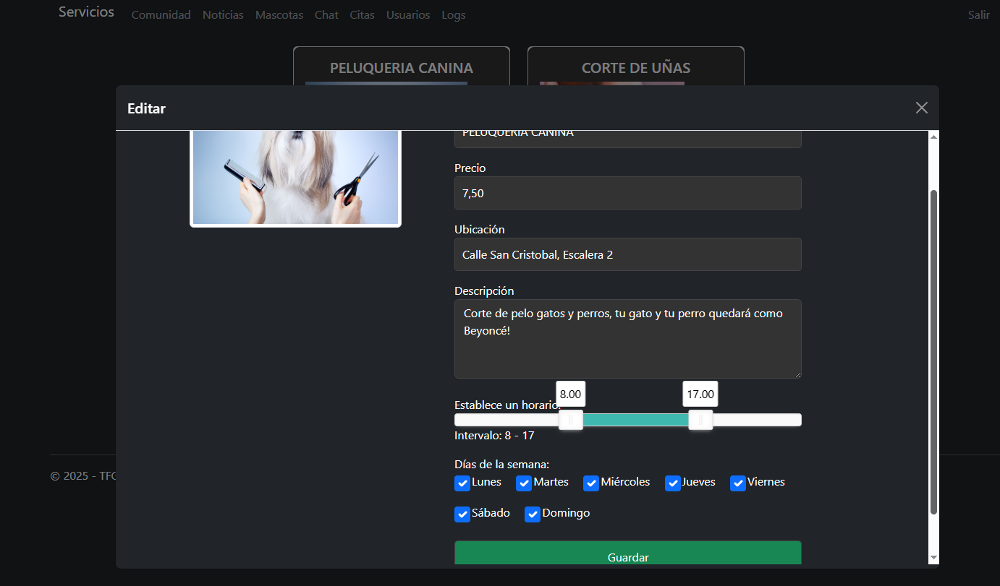 Servicios Comunidad Noticias Mascotas Chat Citas Usuarios Logs Salir
PELUQUERIA CANINA
CORTE DE UÑAS
Editar
PELUQUERIA CANINA
Precio
7,50
Ubicación
Calle San Cristobal, Escalera 2
Descripción
Corte de pelo gatos y perros, tu gato y tu perro quedará como
Beyoncé!
8.00 17.00
Establece un horario:
Intervalo: 8 - 17
Días de la semana:
Lunes Martes Miércoles Jueves Viernes
Sábado Domingo
Guardar
© 2025 - TFG